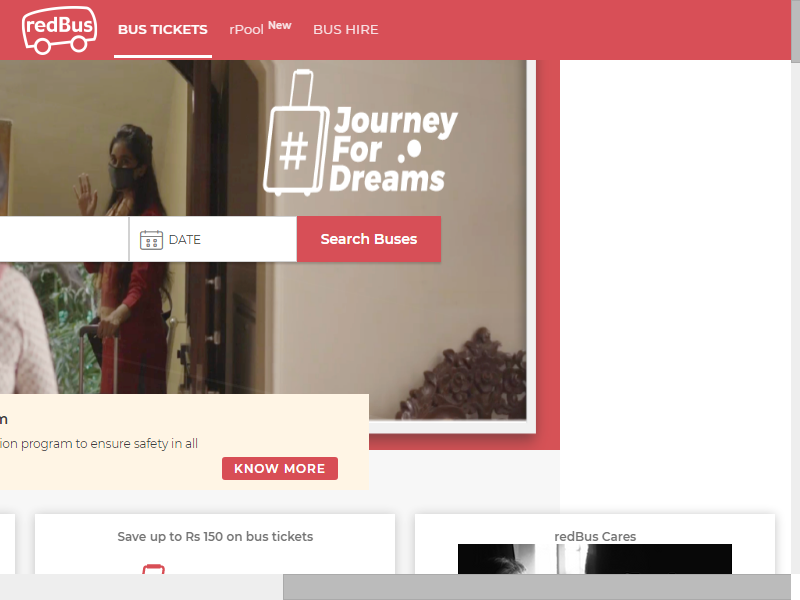 redBus
BUS TICKETS
rPool New
BUS HIRE
# Journey
For
Dreams
DATE
Search Buses
ion program to ensure safety in all
KNOW MORE
Save up to Rs 150 on bus tickets
redBus Cares